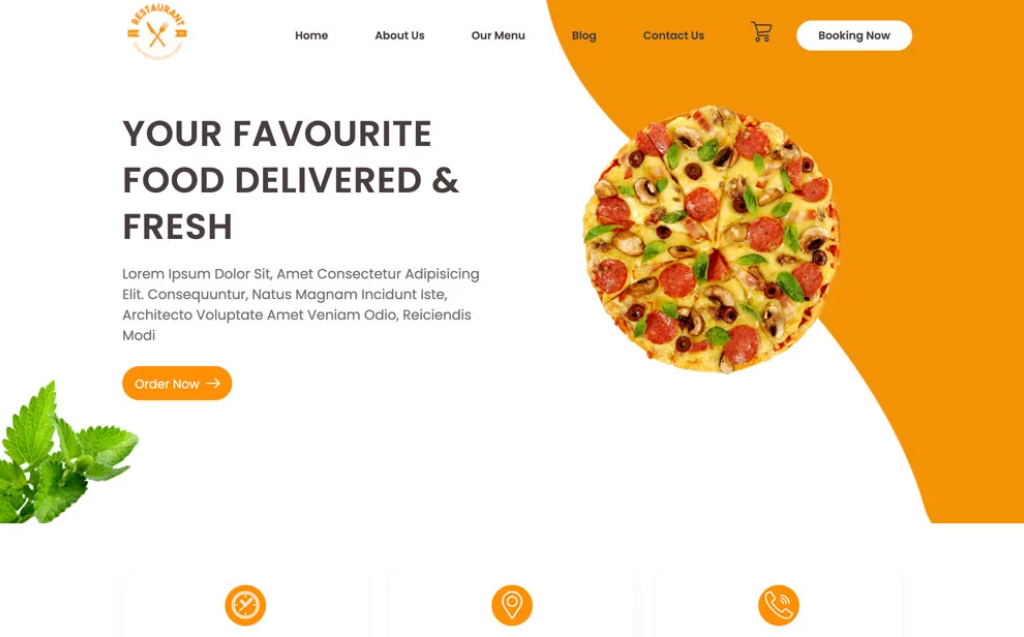 RESTAURANT
Home
About Us
Our Menu
Blog
Contact Us
Booking Now
YOUR FAVOURITE
FOOD DELIVERED &
FRESH
Lorem Ipsum Dolor Sit, Amet Consectetur Adipisicing
Elit. Consequuntur, Natus Magnam Incidunt Iste,
Architecto Voluptate Amet Veniam Odio, Reiciendis
Modi
Order Now